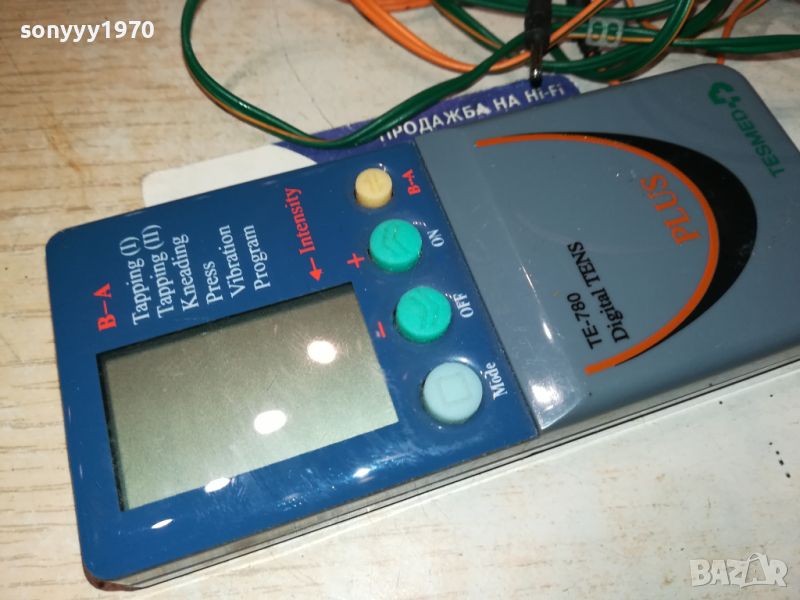 sonyyy1970
ПРОДАЖБА НА Hi-Fi
TESMED
PLUS
TE-780
Digital TENS
B-A
Tapping (I)
Tapping (II)
Kneading
Press
Vibration
Program
← Intensity
B-A
+
ON
-
OFF
Mode
BAZAR